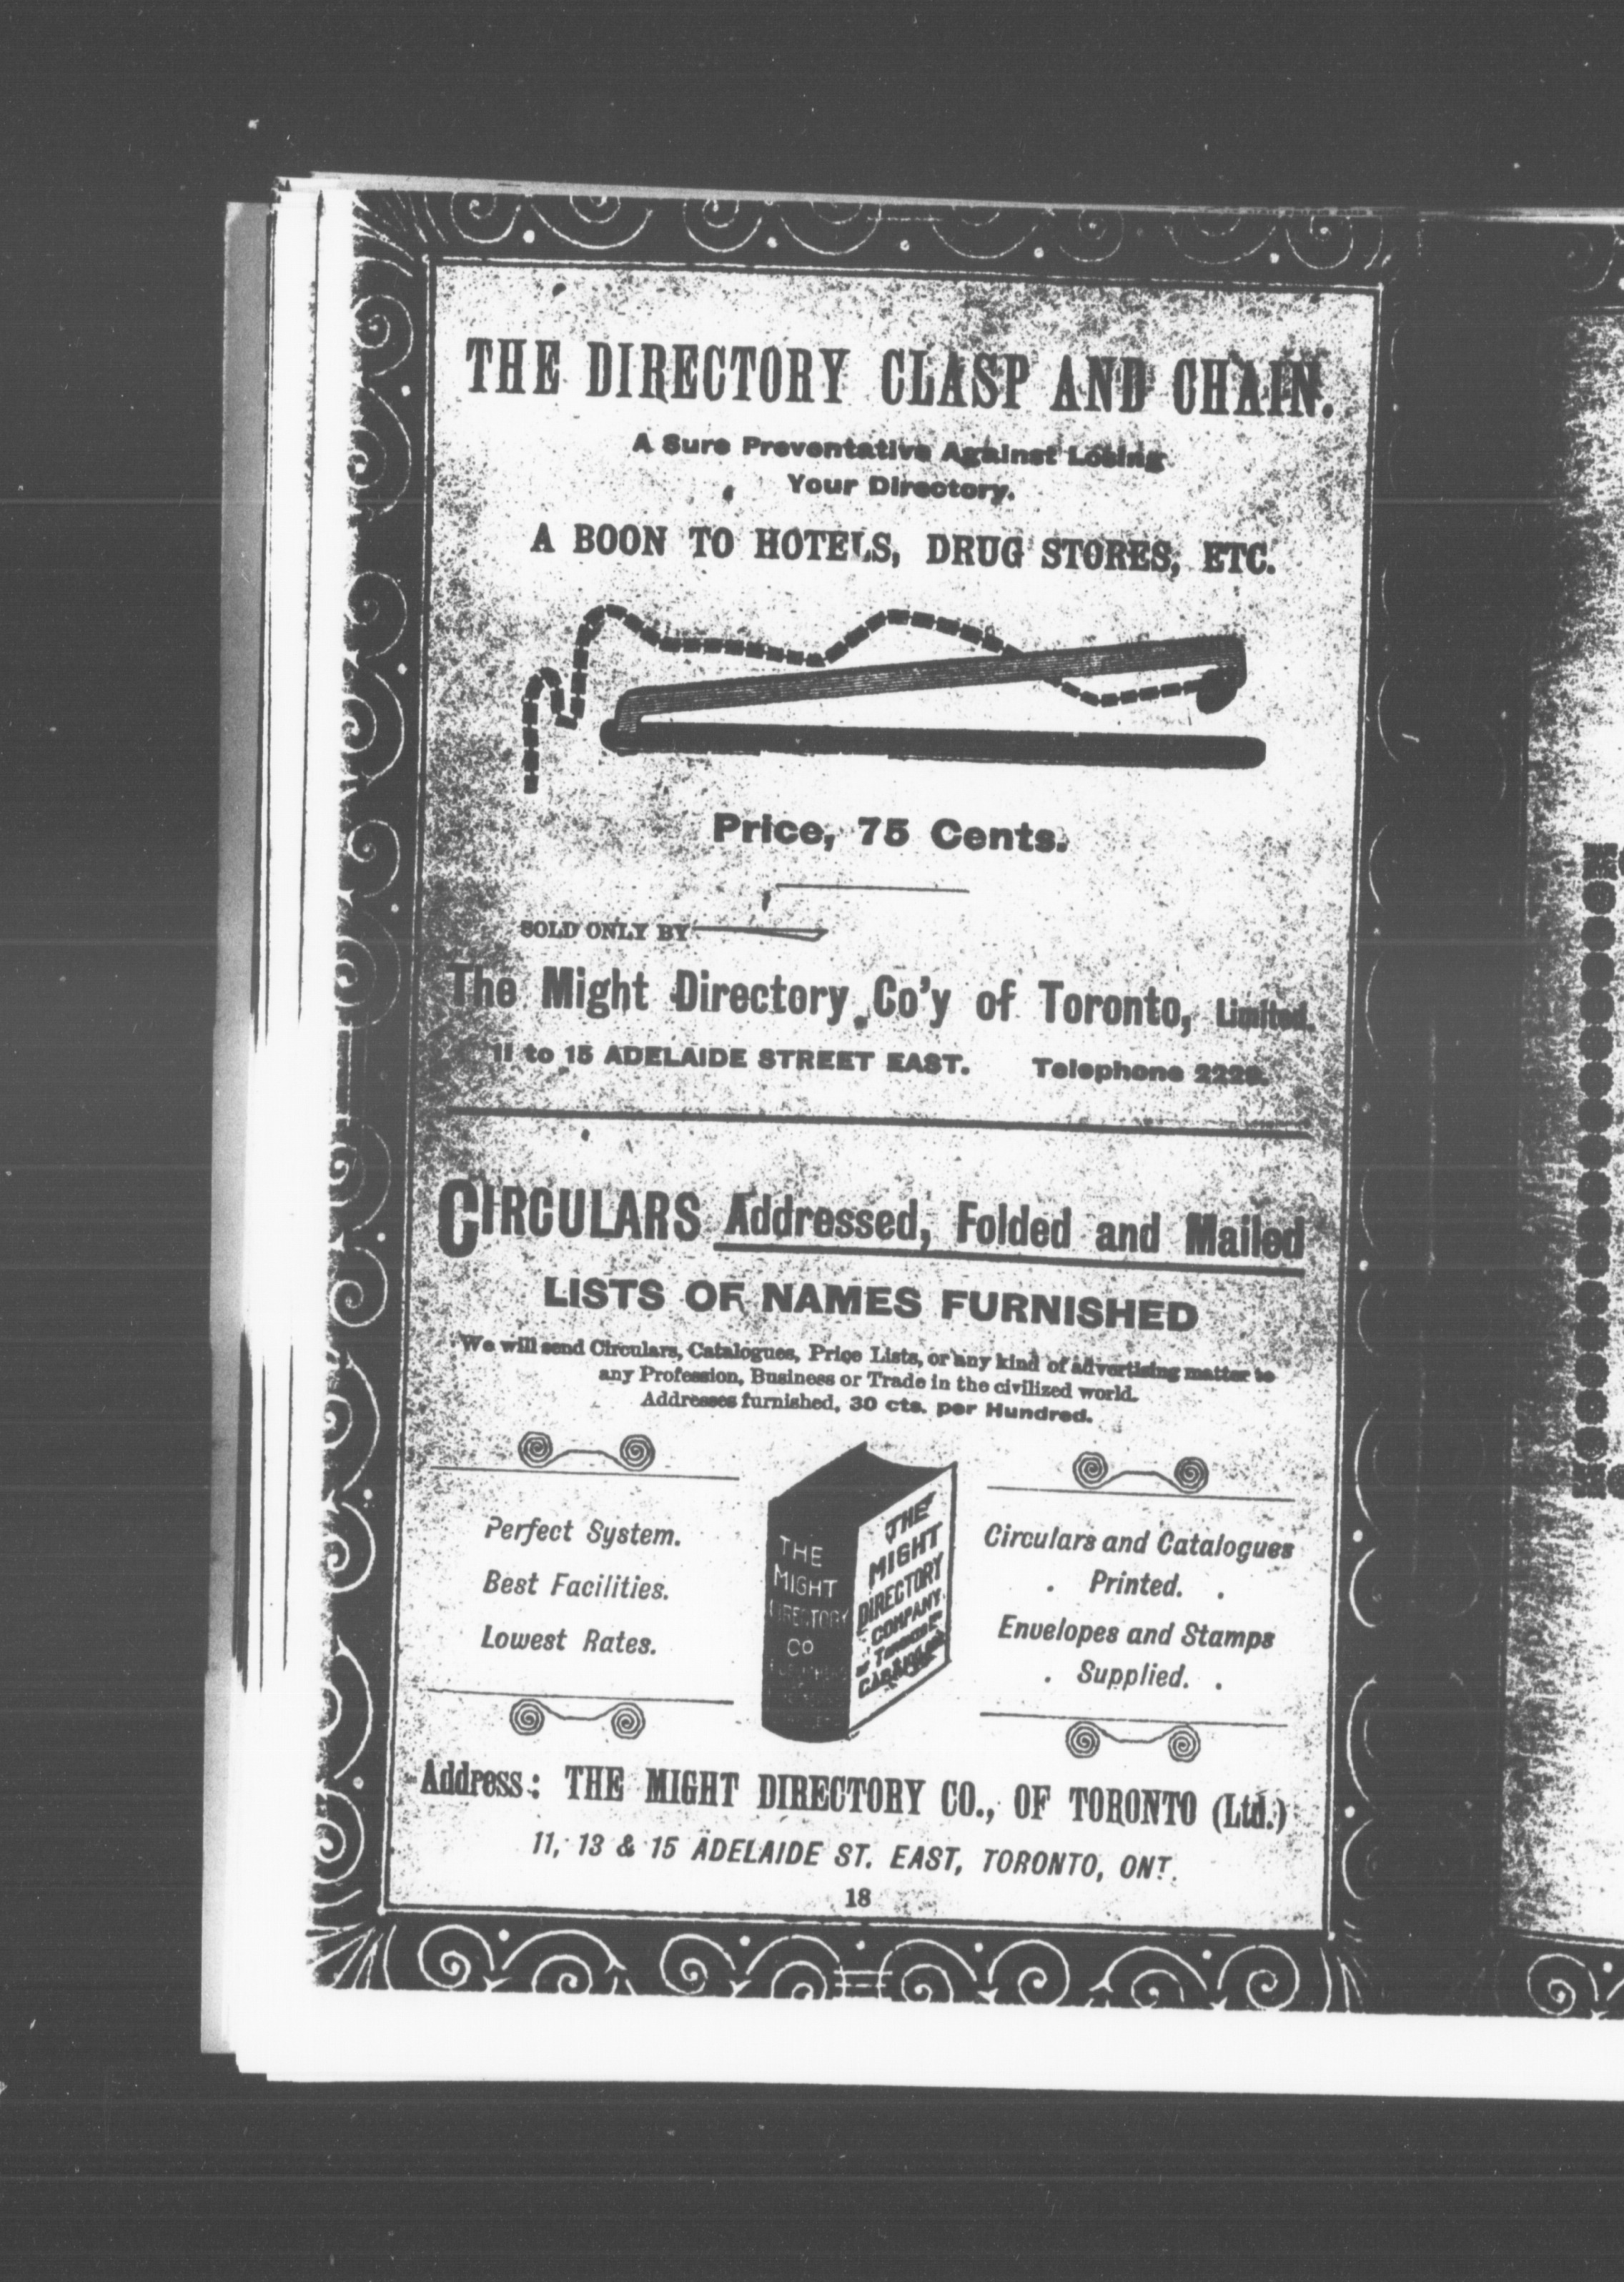 THE DIRECTORY CLASP AND CHAIN.
A Sure Preventative Against Losing
Your Directory.
A BOON TO HOTELS, DRUG STORES, ETC.
Price, 75 Cents.
SOLD ONLY BY
The Might Directory Co'y of Toronto, Limited.
11 to 15 ADELAIDE STREET EAST. Telephone
CIRCULARS Addressed, Folded and Mailed
LISTS OF NAMES FURNISHED
We will send Circulars, Catalogues, Price Lists, or any kind of advertising matter to
any Profession, Business or Trade in the civilized world.
Addresses furnished, 30 cts. per Hundred.
Perfect System.
Best Facilities.
Lowest Rates.
THE
MIGHT
DIRECTORY
CO
THE
MIGHT
DIRECTORY
COMPANY
Circulars and Catalogues
. Printed. .
Envelopes and Stamps
. Supplied. .
Address: THE MIGHT DIRECTORY CO., OF TORONTO (Ltd.)
11, 13 & 15 ADELAIDE ST. EAST, TORONTO, ONT.
18